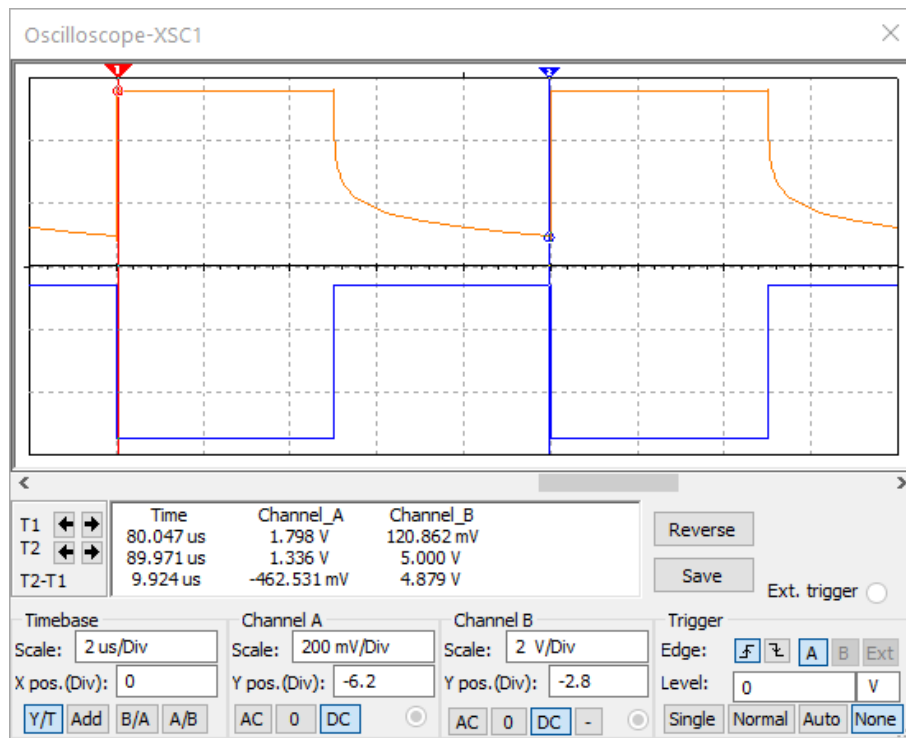 Oscilloscope-XSC1
1
2
Time Channel_A Channel_B
T1 80.047 us 1.798 V 120.862 mV
T2 89.971 us 1.336 V 5.000 V
T2-T1 9.924 us -462.531 mV 4.879 V
Reverse
Save
Ext. trigger
Timebase
Scale: 2 us/Div
X pos.(Div): 0
Y/T Add B/A A/B
Channel A
Scale: 200 mV/Div
Y pos.(Div): -6.2
AC 0 DC
Channel B
Scale: 2 V/Div
Y pos.(Div): -2.8
AC 0 DC -
Trigger
Edge: A B Ext
Level: 0 V
Single Normal Auto None